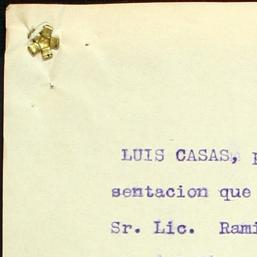 LUIS CASAS, p
sentacion que
Sr. Lic. Rami